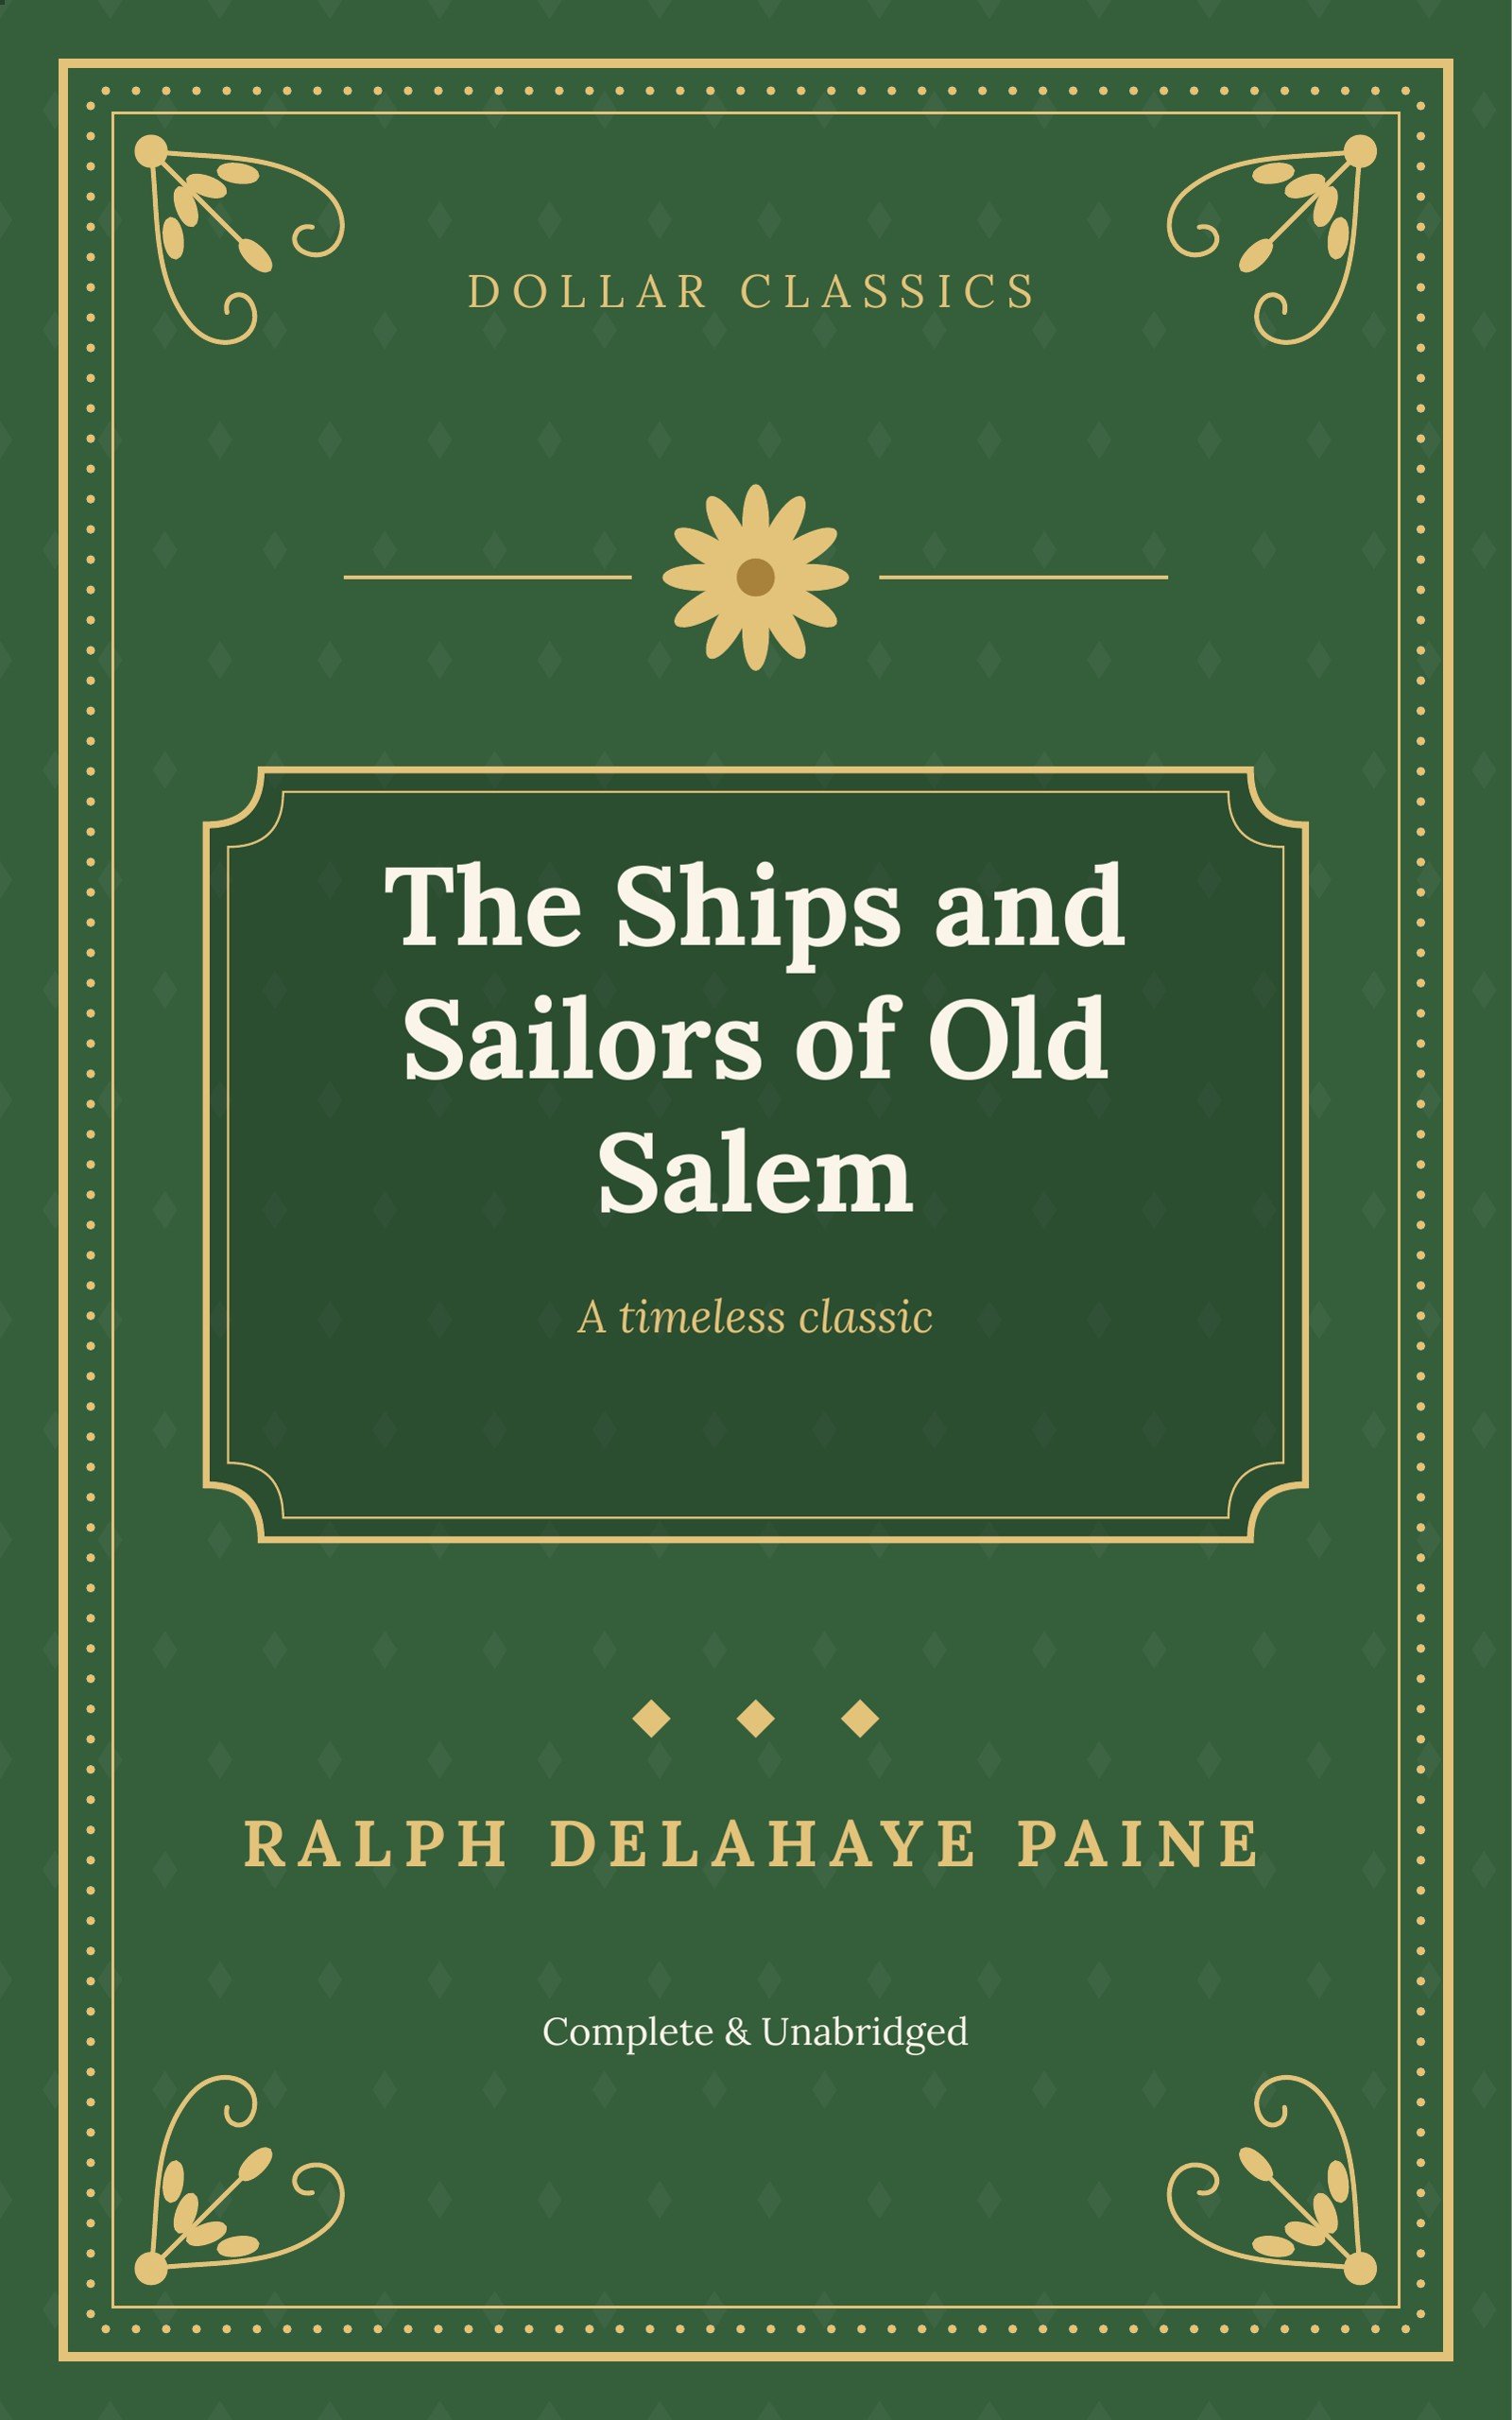 DOLLAR CLASSICS
The Ships and
Sailors of Old
Salem
A timeless classic
RALPH DELAHAYE PAINE
Complete & Unabridged